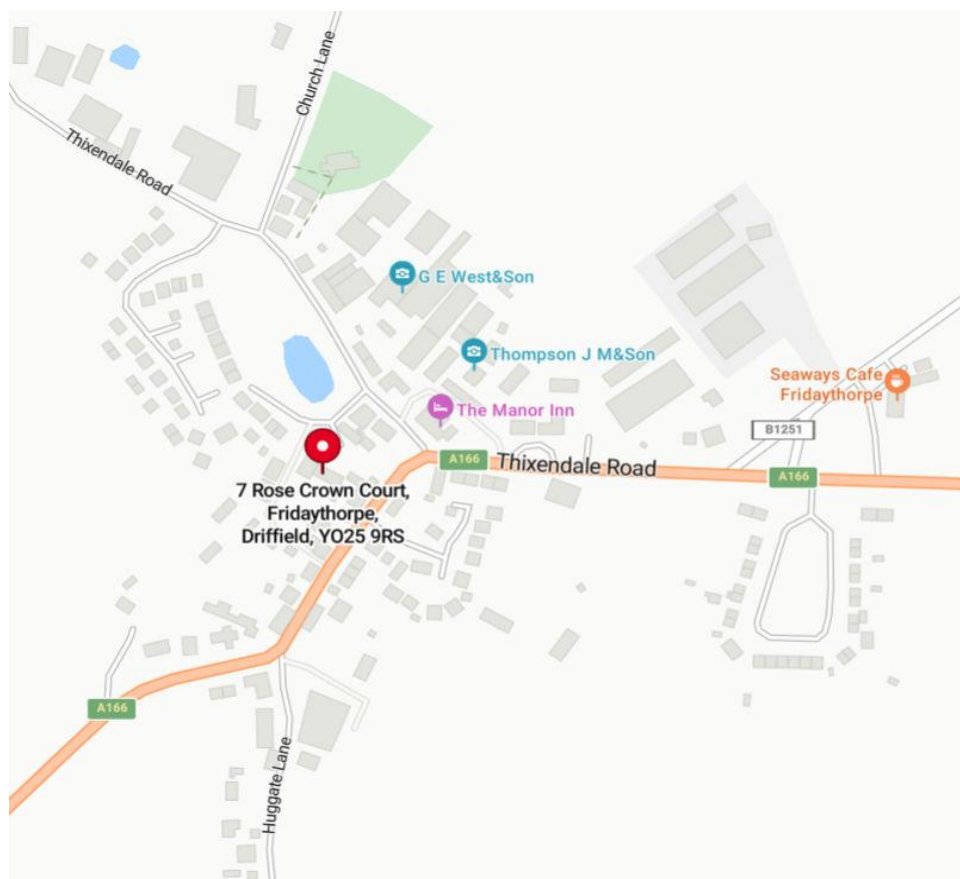 Church Lane
Thixendale Road
G E West&Son
Thompson J M&Son
Seaways Cafe
Fridaythorpe
The Manor Inn
B1251
A166
Thixendale Road
A166
7 Rose Crown Court,
Fridaythorpe,
Driffield, YO25 9RS
A166
Huggate Lane